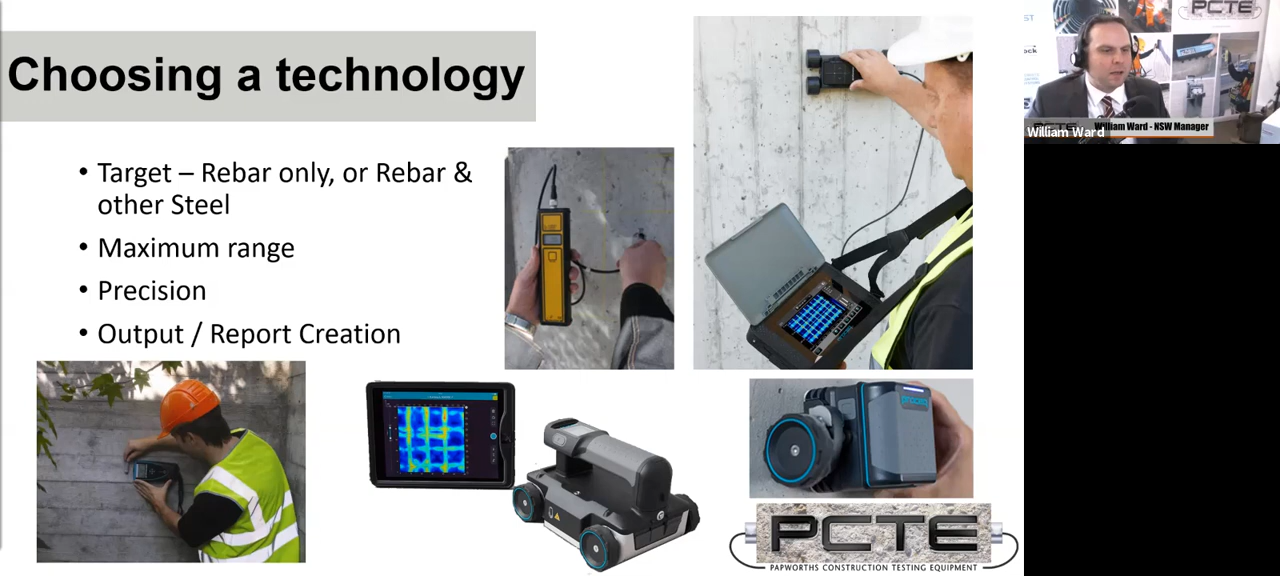 Choosing a technology
• Target – Rebar only, or Rebar &
other Steel
• Maximum range
• Precision
• Output / Report Creation
PCTE
PAPWORTHS CONSTRUCTION TESTING EQUIPMENT
PCTE
William Ward - NSW Manager
William Ward